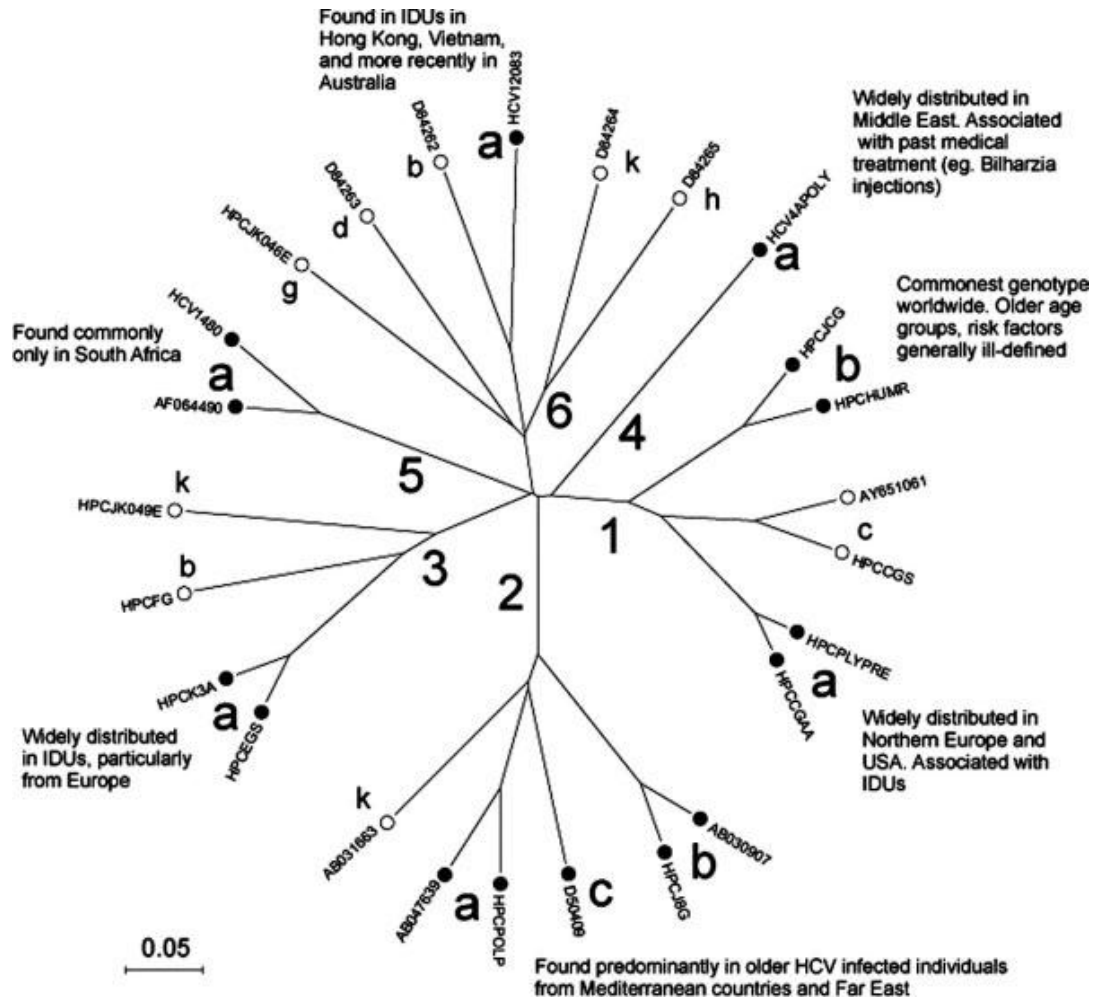 Found in IDUs in
Hong Kong, Vietnam,
and more recently in
Australia
HCV12083
a
D84262
b
D84264
k
D84265
h
D84263
d
HPCJK046E
g
Widely distributed in
Middle East. Associated
with past medical
treatment (eg. Bilharzia
injections)
HCV4APOLY
a
Commonest genotype
worldwide. Older age
groups, risk factors
generally ill-defined
HPCJCG
b
HPCHUMR
HCV1480
Found commonly
only in South Africa
a
AF064490
6
4
5
k
HPCJK049E
AY651061
c
HPCCGS
1
3
2
b
HPCFG
HPCPLYPRE
a
HPCCGAA
HPCK3A
a
HPCEGS
Widely distributed
in IDUs, particularly
from Europe
Widely distributed in
Northern Europe and
USA. Associated with
IDUs
k
AB031663
AB047639
a
HPCPOLP
c
D50409
b
HPCJ8G
AB030907
0.05
Found predominantly in older HCV infected individuals
from Mediterranean countries and Far East